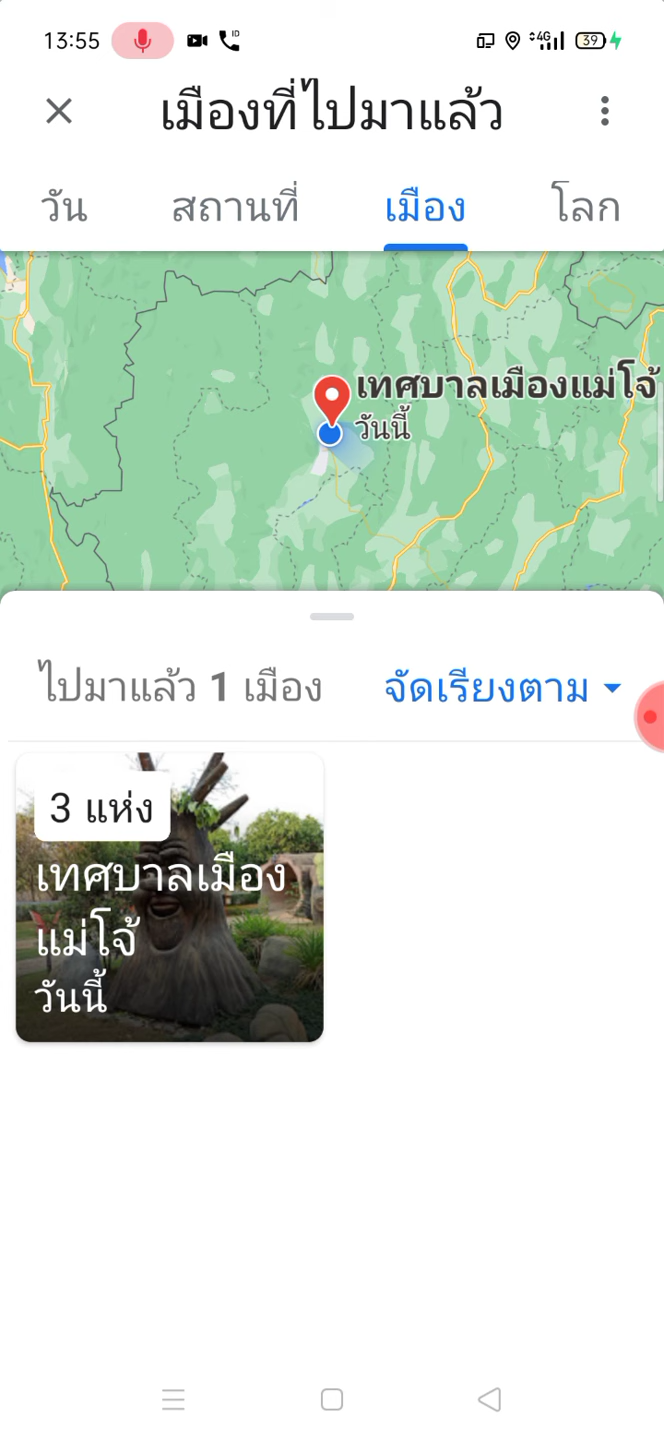 13:55
ID
4G
39
เมืองที่ไปมาแล้ว
วัน
สถานที่
เมือง
โลก
เทศบาลเมืองแม่โจ้
วันนี้
ไปมาแล้ว 1 เมือง
จัดเรียงตาม
3 แห่ง
เทศบาลเมือง
แม่โจ้
วันนี้